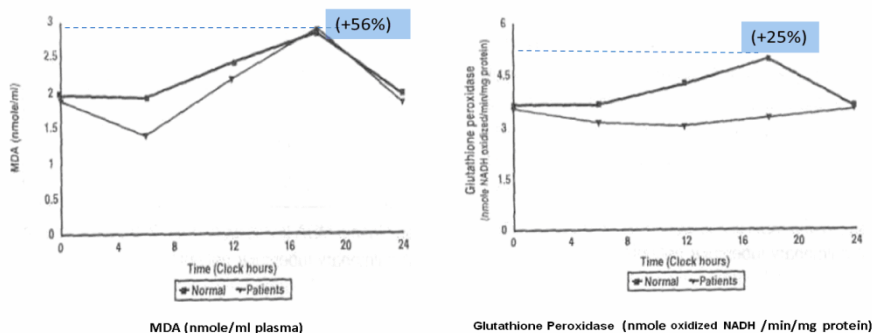 (+56%)
MDA (nmole/ml)
3
2.5
2
1.5
1
0.5
0
0 4 8 12 16 20 24
Time (Clock hours)
Normal Patients
MDA (nmole/ml plasma)
(+25%)
Glutathione peroxidase
(nmole NADH oxidized/min/mg protein)
6
4.5
3
1.5
0
0 4 8 12 16 20 24
Time (Clock hours)
Normal Patients
Glutathione Peroxidase (nmole oxidized NADH /min/mg protein)